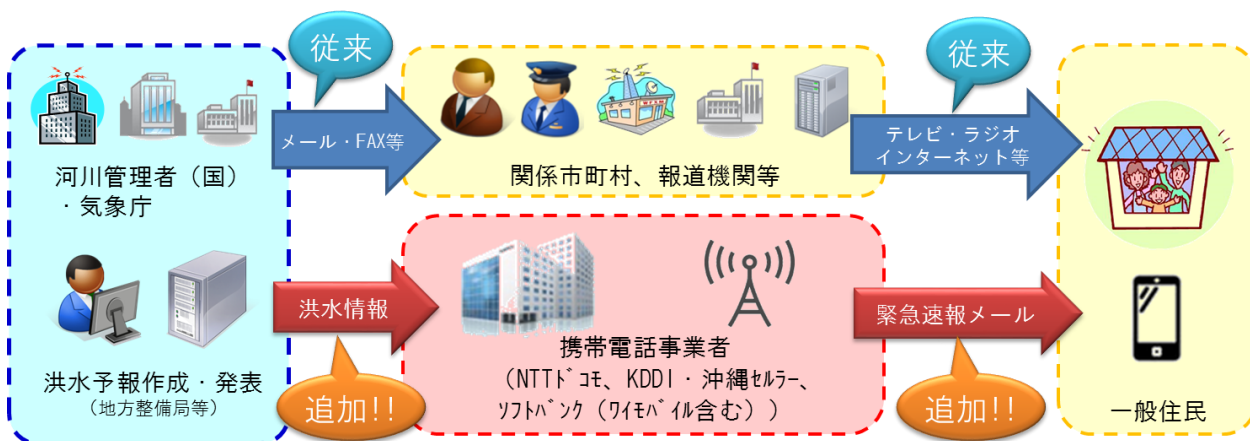 従来
従来
メール・FAX等
テレビ・ラジオ
インターネット等
河川管理者（国）
・気象庁
関係市町村、報道機関等
洪水情報
緊急速報メール
携帯電話事業者
（NTTﾄﾞｺﾓ、KDDI・沖縄ｾﾙﾗｰ、
ｿﾌﾄﾊﾞﾝｸ（ﾜｲﾓﾊﾞｲﾙ含む））
洪水予報作成・発表
（地方整備局等）
追加!!
追加!!
一般住民